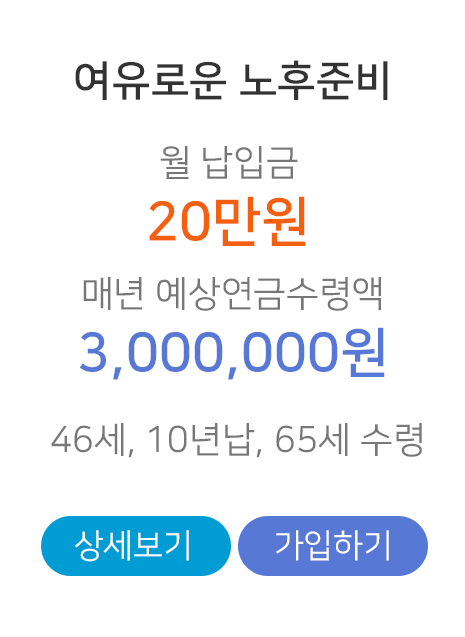 여유로운 노후준비
월 납입금
20만원
매년 예상연금수령액
3,000,000원
46세, 10년납, 65세 수령
상세보기 가입하기